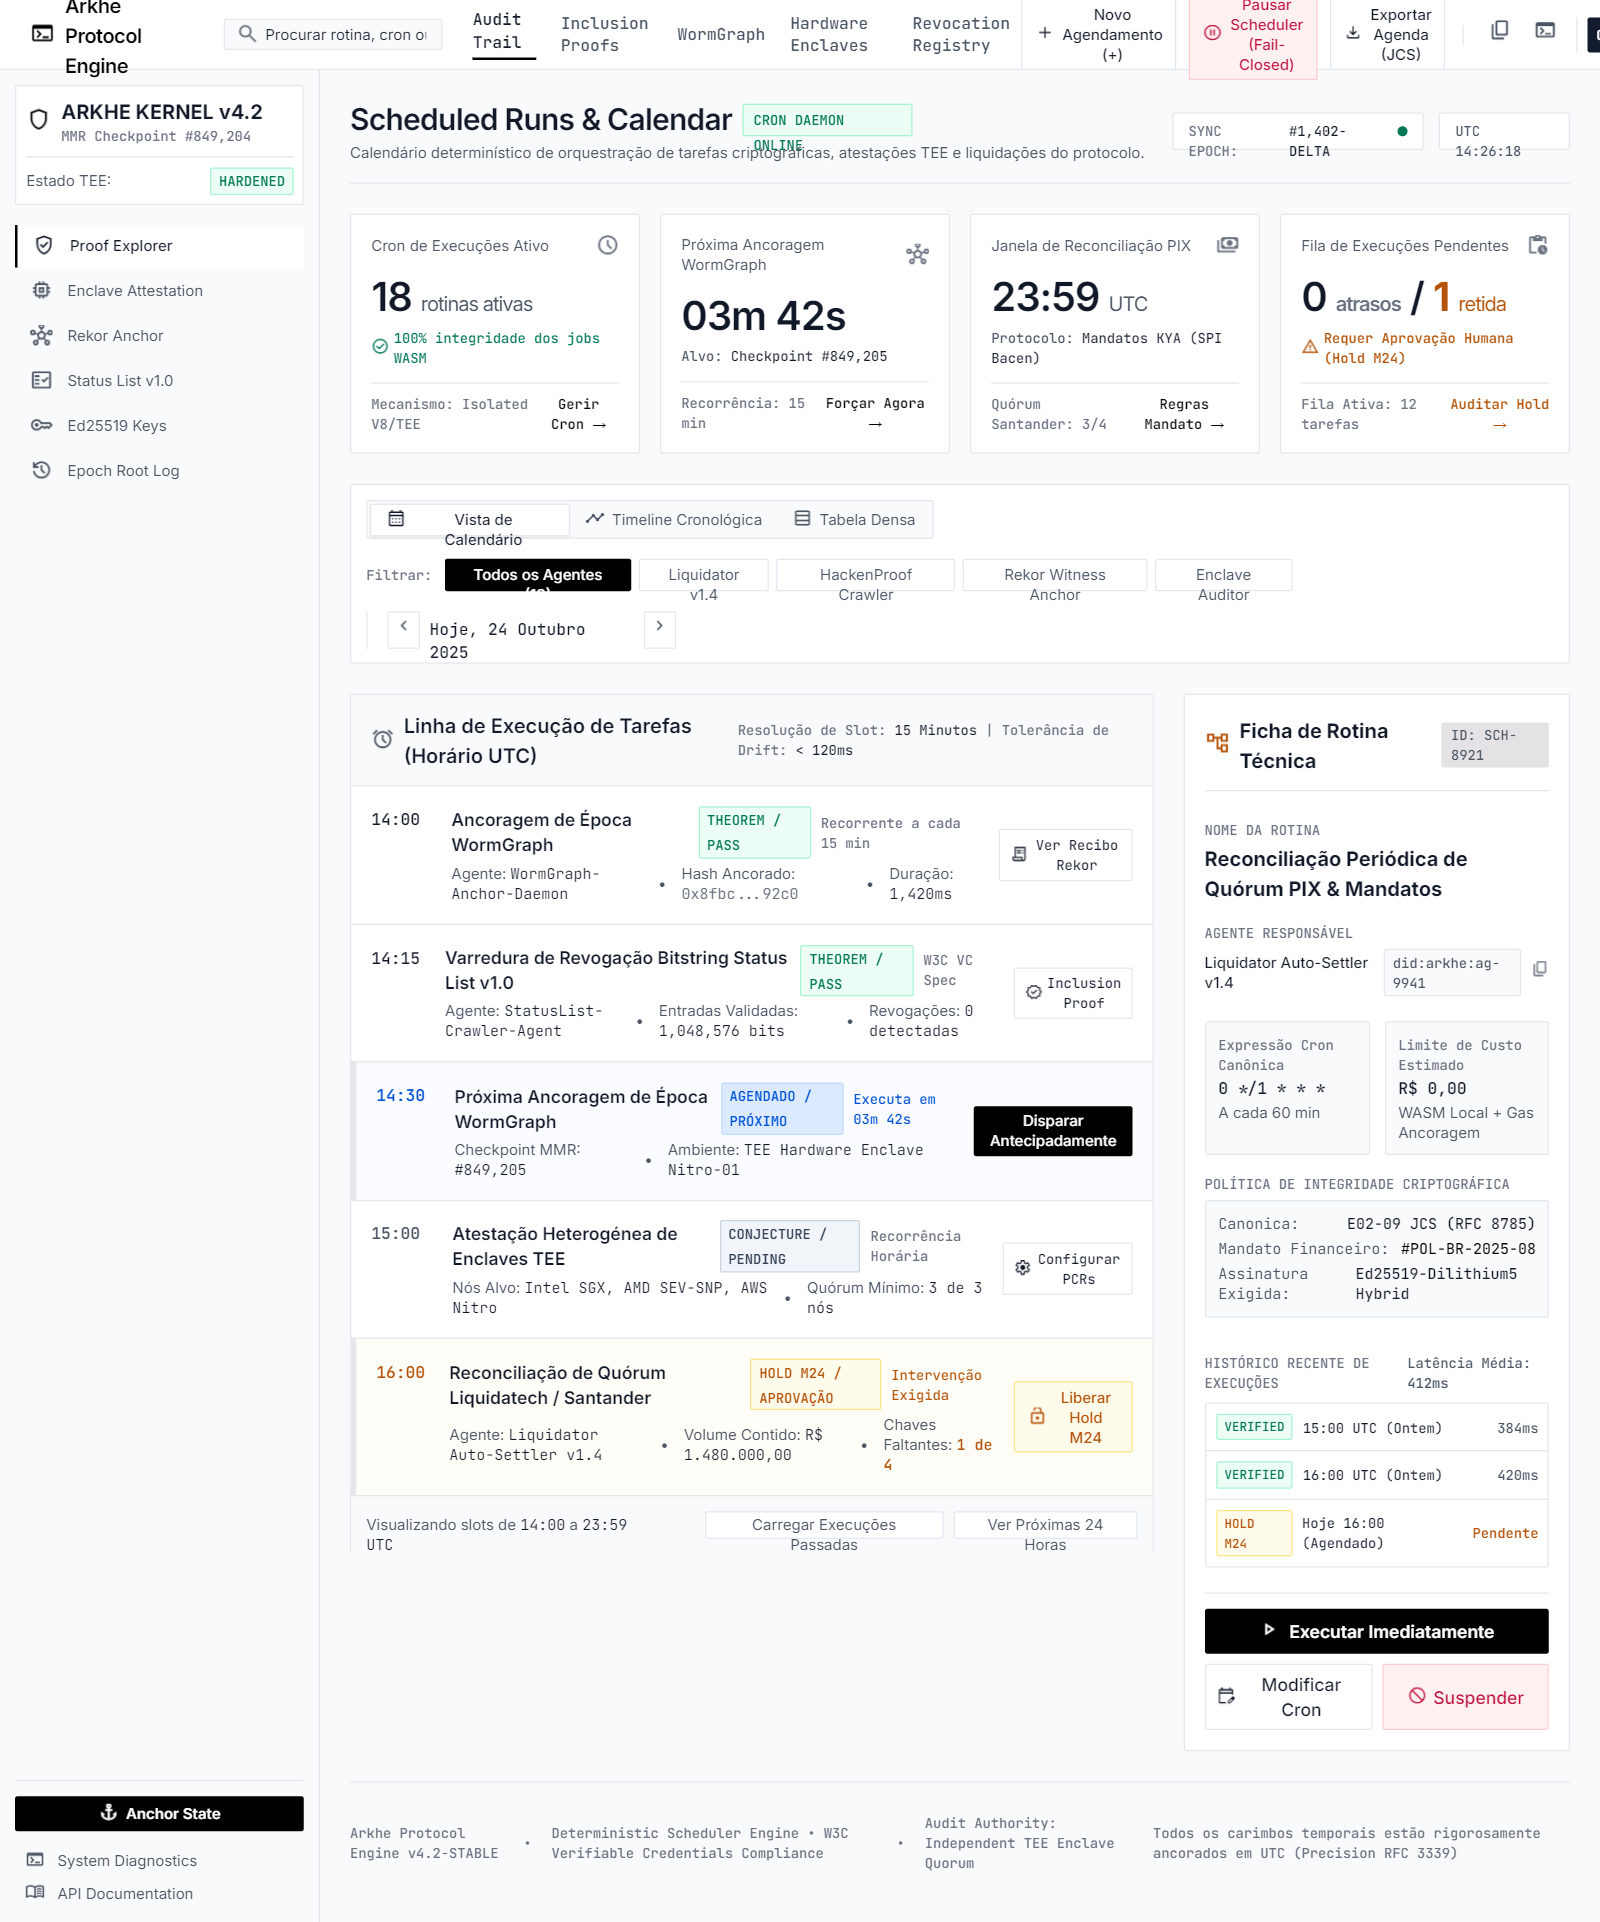 Arkhe
Protocol
Engine
Procurar rotina, cron ou
Audit
Trail
Inclusion
Proofs
WormGraph
Hardware
Enclaves
Revocation
Registry
Novo
Agendamento
(+)
Pausar
Scheduler
(Fail-
Closed)
Exportar
Agenda
(JCS)
ARKHE KERNEL v4.2
MMR Checkpoint #849,204
Estado TEE:
HARDENED
Proof Explorer
Enclave Attestation
Rekor Anchor
Status List v1.0
Ed25519 Keys
Epoch Root Log
Anchor State
System Diagnostics
API Documentation
Scheduled Runs & Calendar
CRON DAEMON
ONLINE
Calendário determinístico de orquestração de tarefas criptográficas, atestações TEE e liquidações do protocolo.
SYNC
EPOCH:
#1,402-
DELTA
UTC
14:26:18
Cron de Execuções Ativo
18 rotinas ativas
100% integridade dos jobs
WASM
Mecanismo: Isolated
V8/TEE
Gerir
Cron →
Próxima Ancoragem
WormGraph
03m 42s
Alvo: Checkpoint #849,205
Recorrência: 15
min
Forçar Agora
→
Janela de Reconciliação PIX
23:59 UTC
Protocolo: Mandatos KYA (SPI
Bacen)
Quórum
Santander: 3/4
Regras
Mandato →
Fila de Execuções Pendentes
0 atrasos / 1 retida
Requer Aprovação Humana
(Hold M24)
Fila Ativa: 12
tarefas
Auditar Hold
→
Vista de
Calendário
Timeline Cronológica
Tabela Densa
Filtrar:
Todos os Agentes
Liquidator
v1.4
HackenProof
Crawler
Rekor Witness
Anchor
Enclave
Auditor
Hoje, 24 Outubro
2025
Linha de Execução de Tarefas
(Horário UTC)
Resolução de Slot: 15 Minutos | Tolerância de
Drift: < 120ms
14:00
Ancoragem de Época
WormGraph
THEOREM /
PASS
Recorrente a cada
15 min
Agente: WormGraph-
Anchor-Daemon
•
Hash Ancorado:
0x8fbc...92c0
•
Duração:
1,420ms
Ver Recibo
Rekor
14:15
Varredura de Revogação Bitstring Status
List v1.0
THEOREM /
PASS
W3C VC
Spec
Agente: StatusList-
Crawler-Agent
•
Entradas Validadas:
1,048,576 bits
•
Revogações: 0
detectadas
Inclusion
Proof
14:30
Próxima Ancoragem de Época
WormGraph
AGENDADO /
PRÓXIMO
Executa em
03m 42s
Checkpoint MMR:
#849,205
•
Ambiente: TEE Hardware Enclave
Nitro-01
Disparar
Antecipadamente
15:00
Atestação Heterogénea de
Enclaves TEE
CONJECTURE /
PENDING
Recorrência
Horária
Nós Alvo: Intel SGX, AMD SEV-SNP, AWS
Nitro
•
Quórum Mínimo: 3 de 3
nós
Configurar
PCRs
16:00
Reconciliação de Quórum
Liquidatech / Santander
HOLD M24 /
APROVAÇÃO
Intervenção
Exigida
Agente: Liquidator
Auto-Settler v1.4
•
Volume Contido: R$
1.480.000,00
•
Chaves
Faltantes: 1 de
4
Liberar
Hold
M24
Visualizando slots de 14:00 a 23:59
UTC
Carregar Execuções
Passadas
Ver Próximas 24
Horas
Ficha de Rotina
Técnica
ID: SCH-
8921
NOME DA ROTINA
Reconciliação Periódica de
Quórum PIX & Mandatos
AGENTE RESPONSÁVEL
Liquidator Auto-Settler
v1.4
did:arkhe:ag-
9941
Expressão Cron
Canônica
0 */1 * * *
A cada 60 min
Limite de Custo
Estimado
R$ 0,00
WASM Local + Gas
Ancoragem
POLÍTICA DE INTEGRIDADE CRIPTOGRÁFICA
Canonica: E02-09 JCS (RFC 8785)
Mandato Financeiro: #POL-BR-2025-08
Assinatura
Exigida:
Ed25519-Dilithium5
Hybrid
HISTÓRICO RECENTE DE
EXECUÇÕES
Latência Média:
412ms
VERIFIED 15:00 UTC (Ontem) 384ms
VERIFIED 16:00 UTC (Ontem) 420ms
HOLD
M24
Hoje 16:00
(Agendado)
Pendente
Executar Imediatamente
Modificar
Cron
Suspender
Arkhe Protocol
Engine v4.2-STABLE
•
Deterministic Scheduler Engine • W3C
Verifiable Credentials Compliance
•
Audit Authority:
Independent TEE Enclave
Quorum
Todos os carimbos temporais estão rigorosamente
ancorados em UTC (Precision RFC 3339)